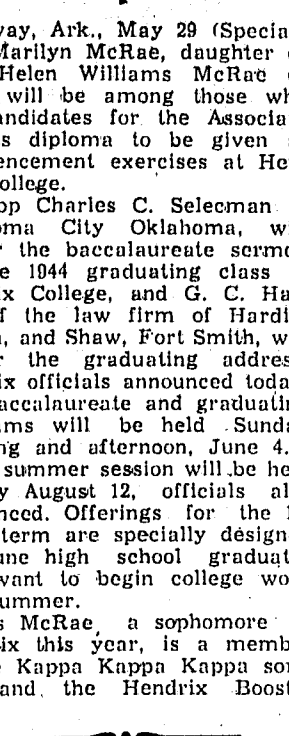 way, Ark., May 29 (Specia
Marilyn McRae, daughter
Helen Williams McRae
will be among those wh
andidates for the Associa
s diploma to be given
encement exercises at He
ollege.
op Charles C. Selecman
oma City Oklahoma, w
r the baccalaureate sermo
e 1944 graduating class
x College, and G. C. Ha
f the law firm of Hardi
, and Shaw, Fort Smith, w
r the graduating addres
ix officials announced toda
accalaureate and graduatin
ams will be held Sunda
ng and afternoon, June 4.
summer session will be he
y August 12, officials al
nced. Offerings for the
term are specially design
une high school graduat
want to begin college wo
ummer.
s McRae, a sophomore
ix this year, is a memb
Kappa Kappa Kappa so
and the Hendrix Boost